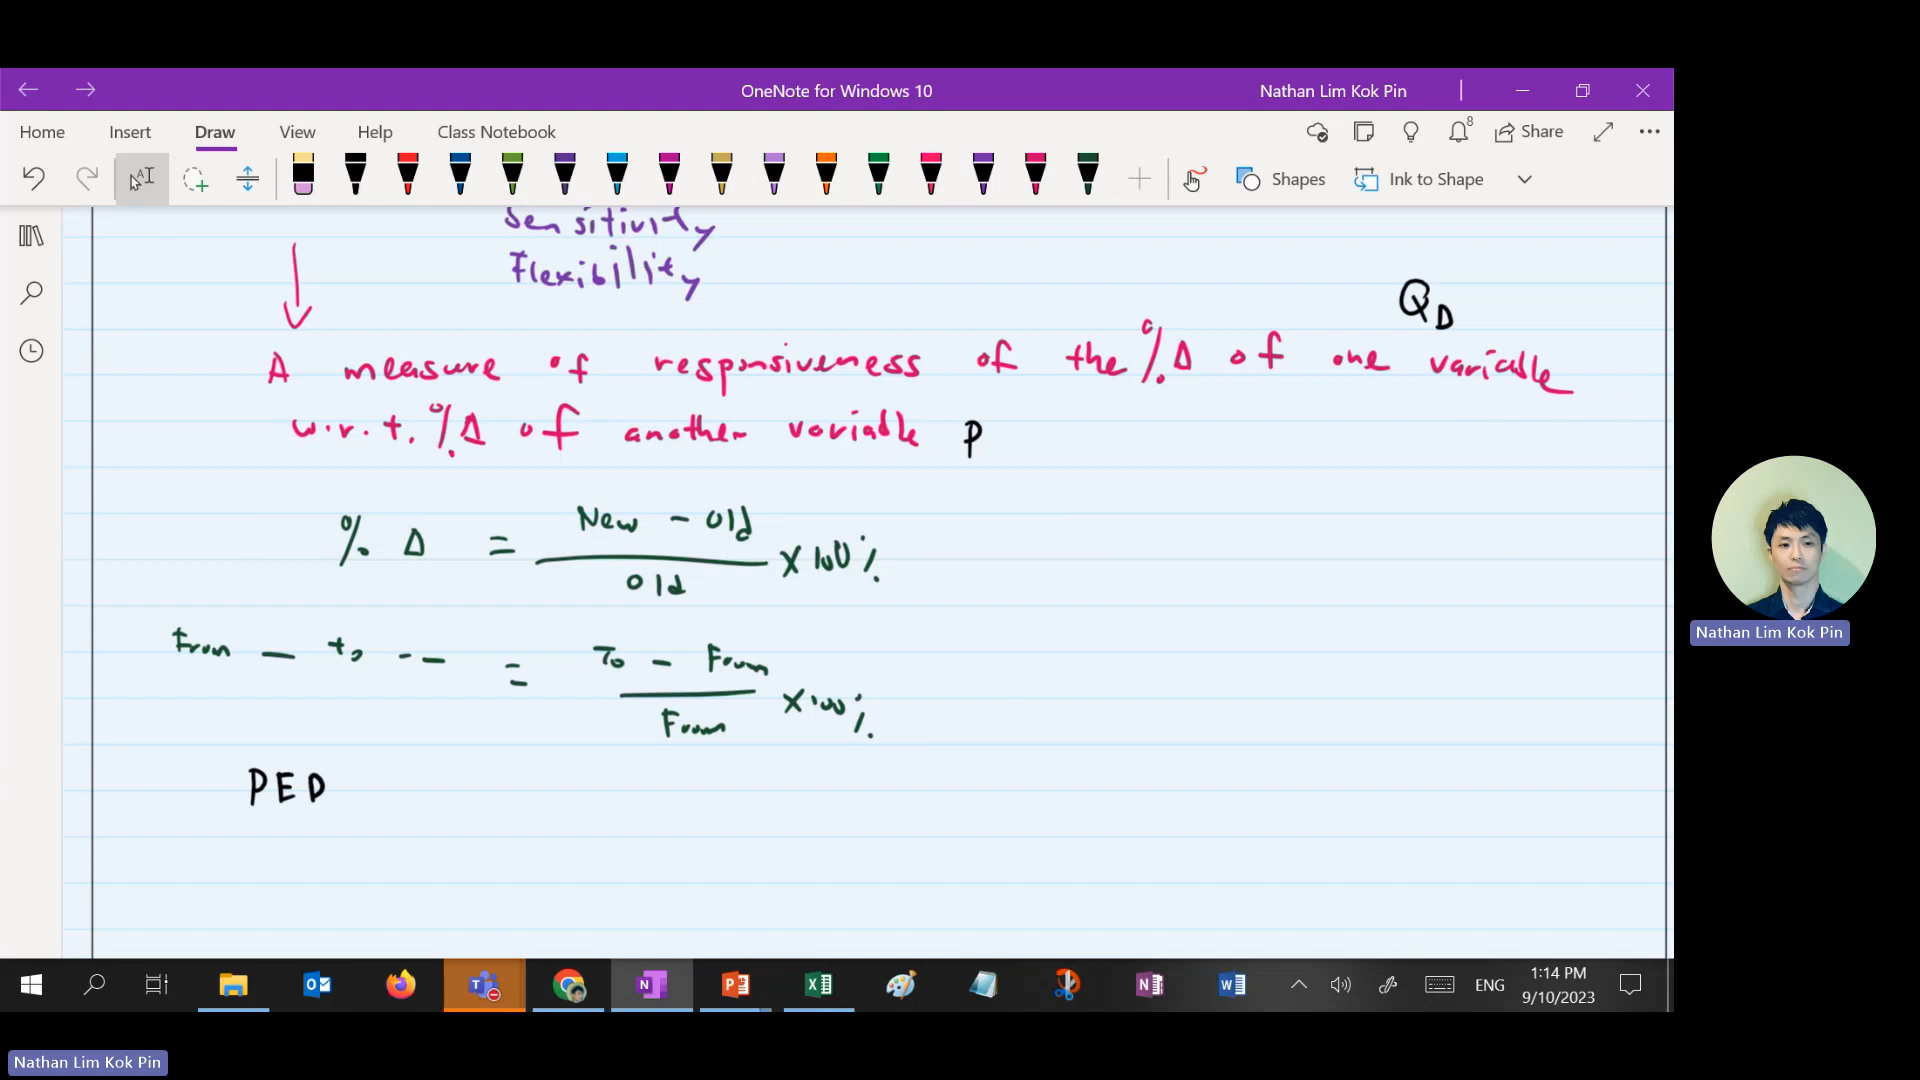 OneNote for Windows 10
Nathan Lim Kok Pin
Home Insert Draw View Help Class Notebook
8
Share
Shapes
Ink to Shape
Sensitivity
Flexibility
QD
A measure of responsiveness of the %Δ of one variable
w.r.t. %Δ of another variable P
% Δ = New - Old
Old
x 100%
From — to -- = To - From
From
x 100%
PED
Nathan Lim Kok Pin
ENG
1:14 PM
9/10/2023
Nathan Lim Kok Pin